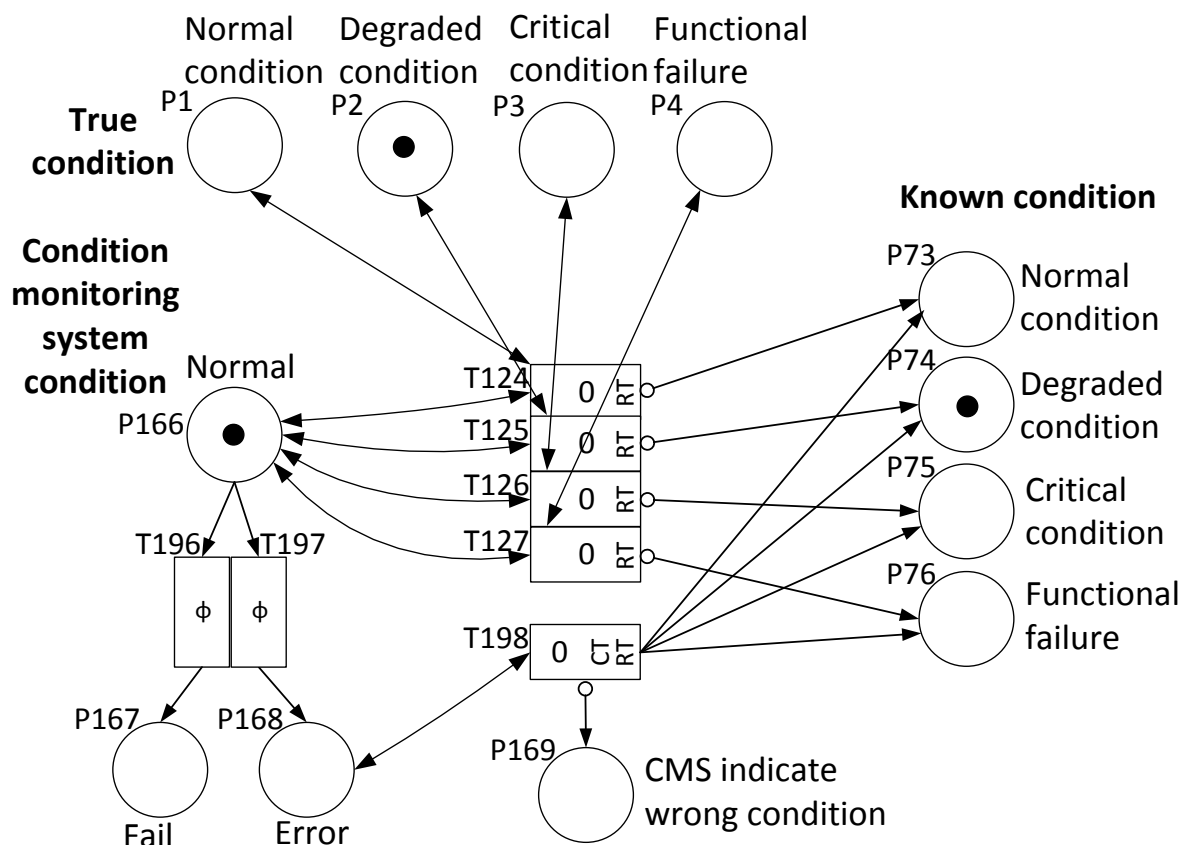 Normal
condition
Degraded
condition
Critical
condition
Functional
failure
P1
P2
P3
P4
True
condition
Known condition
Condition
monitoring
system
condition
Normal
P166
T124
0
RT
T125
0
RT
T126
0
RT
T127
0
RT
P73
Normal
condition
P74
Degraded
condition
P75
Critical
condition
P76
Functional
failure
T196
T197
ϕ
ϕ
T198
0
CT
RT
P167
P168
Fail
Error
P169
CMS indicate
wrong condition